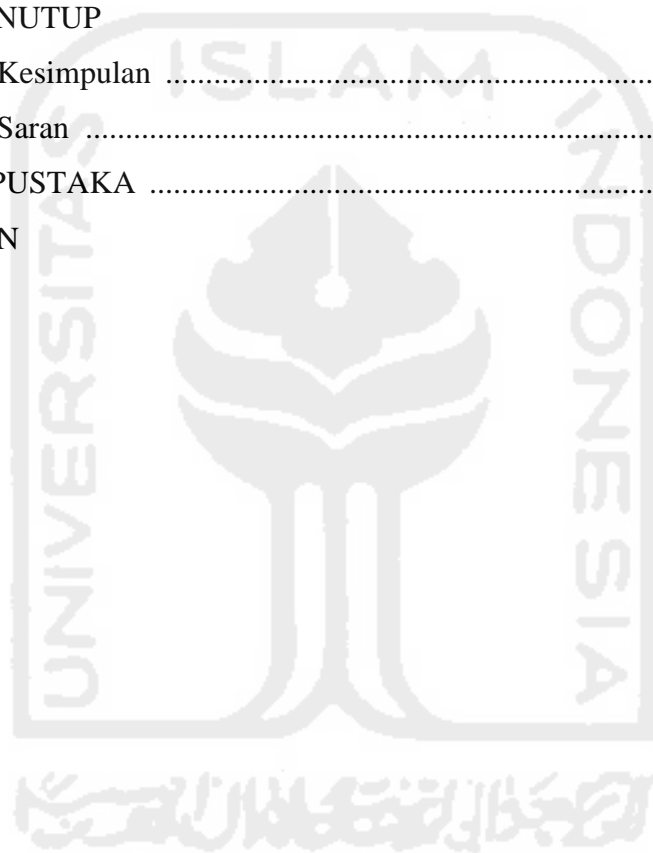 NUTUP
Kesimpulan ........................................................
Saran ..................................................................
PUSTAKA ..........................................................
N
UNIVERSITAS
ISLAM
INDONESIA